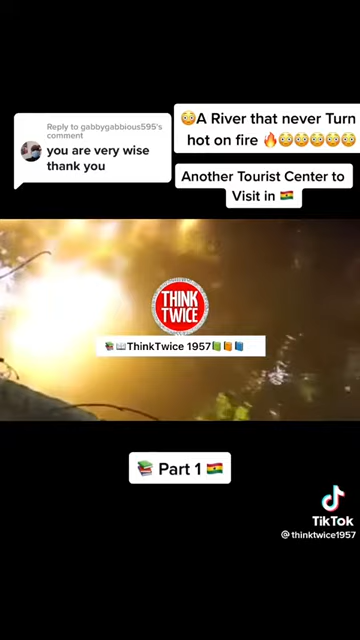 Reply to gabbygabbious595's
comment
you are very wise
thank you
😳A River that never Turn
hot on fire 🔥😳😳😳😳😳
Another Tourist Center to
Visit in 🇬🇭
THINK
TWICE
📚📖ThinkTwice 1957📗📙📘
📚 Part 1 🇬🇭
TikTok
@thinktwice1957